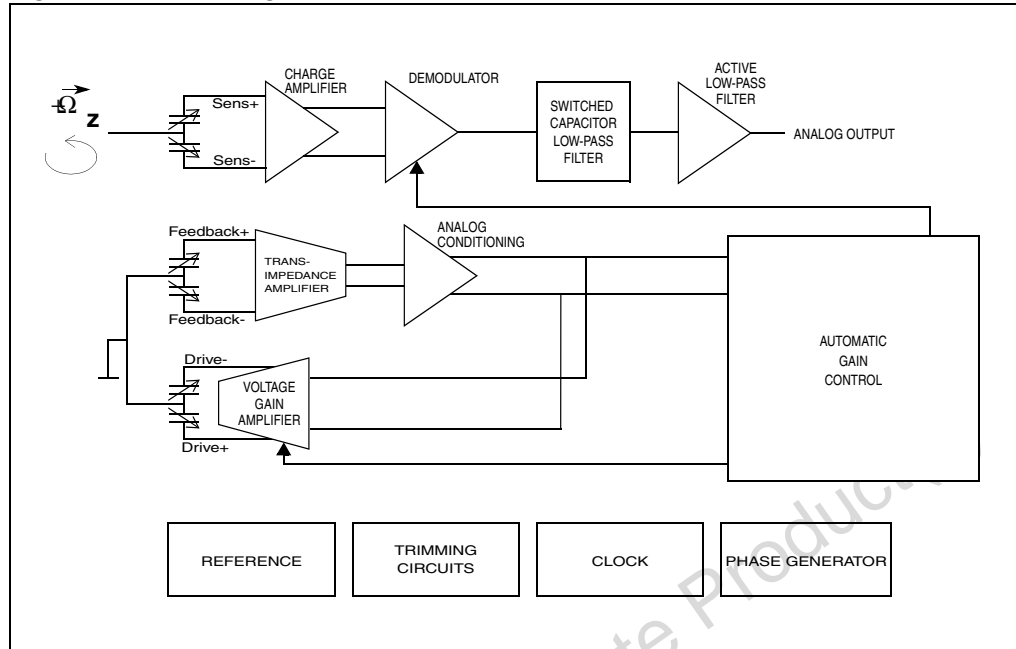 CHARGE
AMPLIFIER
DEMODULATOR
ACTIVE
LOW-PASS
FILTER
+Ω
z
Sens+
Sens-
SWITCHED
CAPACITOR
LOW-PASS
FILTER
ANALOG OUTPUT
Feedback+
TRANS-
IMPEDANCE
AMPLIFIER
Feedback-
ANALOG
CONDITIONING
AUTOMATIC
GAIN
CONTROL
Drive-
VOLTAGE
GAIN
AMPLIFIER
Drive+
REFERENCE
TRIMMING
CIRCUITS
CLOCK
PHASE GENERATOR